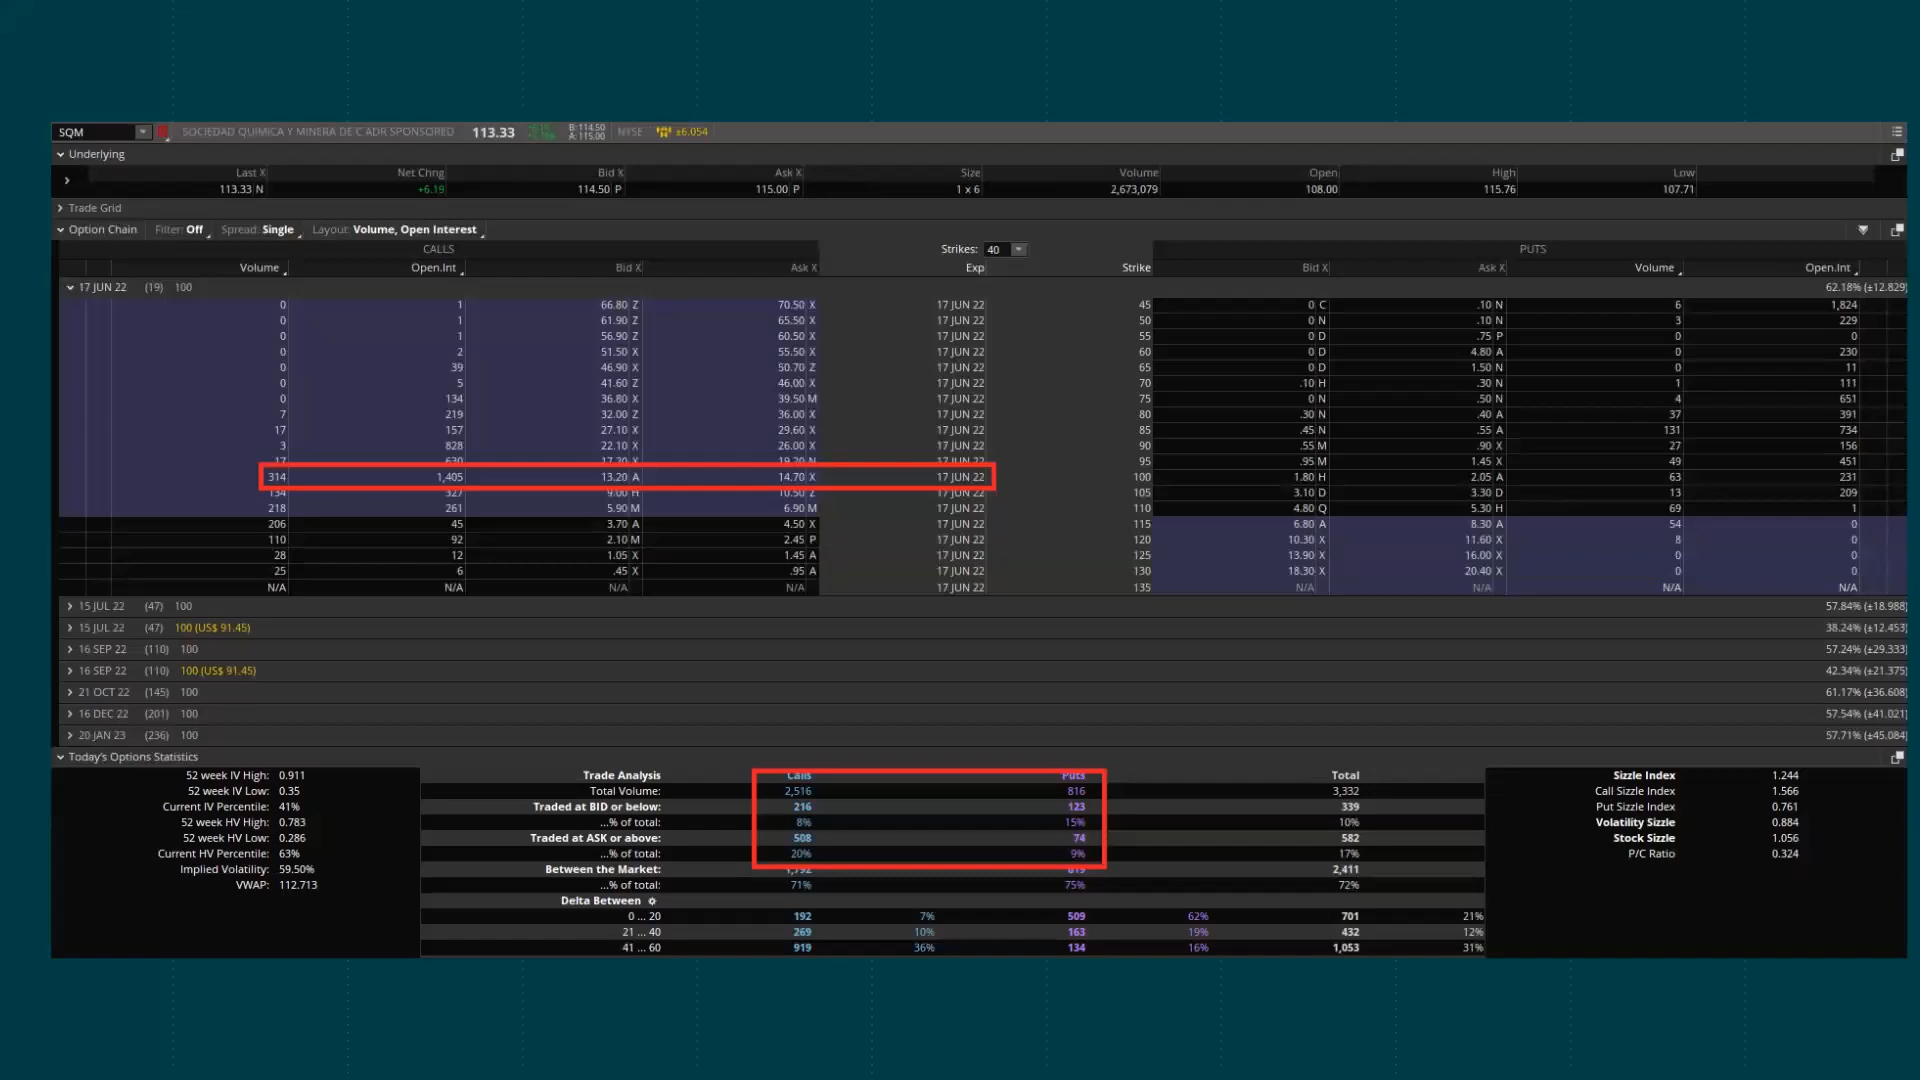 SQM SOCIEDAD QUIMICA Y MINERA DE C ADR SPONSORED 113.33 B: 114.50 A: 115.00 NYSE ±6.054
Underlying
Last X Net Chng Bid X Ask X Size Volume Open High Low
113.33 N +6.19 114.50 P 115.00 P 1 x 6 2,673,079 108.00 115.76 107.71
Trade Grid
Option Chain Filter: Off Spread: Single Layout: Volume, Open Interest
CALLS Strikes: 40 PUTS
Volume Open.Int Bid X Ask X Exp Strike Bid X Ask X Volume Open.Int
17 JUN 22 (19) 100 62.18% (±12.829)
0 1 66.80 Z 70.50 X 17 JUN 22 45 0 C .10 N 6 1,824
0 1 61.90 Z 65.50 X 17 JUN 22 50 0 N .10 N 3 229
0 1 56.90 Z 60.50 X 17 JUN 22 55 0 D .75 P 0 0
0 2 51.50 X 55.50 X 17 JUN 22 60 0 D 4.80 A 0 230
0 39 46.90 X 50.70 Z 17 JUN 22 65 0 D 1.50 N 0 11
0 5 41.60 Z 46.00 X 17 JUN 22 70 .10 H .30 N 1 111
0 134 36.80 X 39.50 M 17 JUN 22 75 0 N .50 N 4 651
7 219 32.00 Z 36.00 X 17 JUN 22 80 .30 N .40 A 37 391
17 157 27.10 X 29.60 X 17 JUN 22 85 .45 N .55 A 131 734
3 828 22.10 X 26.00 X 17 JUN 22 90 .55 M .90 X 27 156
17 630 17.20 X 19.20 N 17 JUN 22 95 .95 M 1.45 X 49 451
314 1,405 13.20 A 14.70 X 17 JUN 22 100 1.80 H 2.05 A 63 231
134 327 9.00 H 10.50 Z 17 JUN 22 105 3.10 D 3.30 D 13 209
218 261 5.90 M 6.90 M 17 JUN 22 110 4.80 Q 5.30 H 69 1
206 45 3.70 A 4.50 X 17 JUN 22 115 6.80 A 8.30 A 54 0
110 92 2.10 M 2.45 P 17 JUN 22 120 10.30 X 11.60 X 8 0
28 12 1.05 X 1.45 A 17 JUN 22 125 13.90 X 16.00 X 0 0
25 6 .45 X .95 A 17 JUN 22 130 18.30 X 20.40 X 0 0
N/A N/A N/A N/A 17 JUN 22 135 N/A N/A N/A N/A
15 JUL 22 (47) 100 57.84% (±18.988)
15 JUL 22 (47) 100 (US$ 91.45) 38.24% (±12.453)
16 SEP 22 (110) 100 57.24% (±29.333)
16 SEP 22 (110) 100 (US$ 91.45) 42.34% (±21.375)
21 OCT 22 (145) 100 61.17% (±36.608)
16 DEC 22 (201) 100 57.54% (±41.021)
20 JAN 23 (236) 100 57.71% (±45.084)
Today's Options Statistics
52 week IV High: 0.911 Trade Analysis Calls Puts Total Sizzle Index 1.244
52 week IV Low: 0.35 Total Volume: 2,516 816 3,332 Call Sizzle Index 1.566
Current IV Percentile: 41% Traded at BID or below: 216 123 339 Put Sizzle Index 0.761
52 week HV High: 0.783 ...% of total: 8% 15% 10% Volatility Sizzle 0.884
52 week HV Low: 0.286 Traded at ASK or above: 508 74 582 Stock Sizzle 1.056
Current HV Percentile: 63% ...% of total: 20% 9% 17% P/C Ratio 0.324
Implied Volatility: 59.50% Between the Market: 1,792 619 2,411
VWAP: 112.713 ...% of total: 71% 75% 72%
Delta Between
0 ... 20 192 7% 509 62% 701 21%
21 ... 40 269 10% 163 19% 432 12%
41 ... 60 919 36% 134 16% 1,053 31%